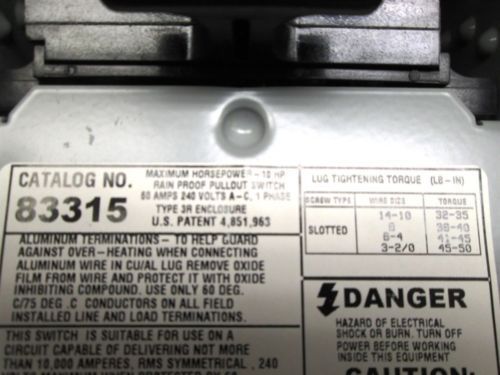 CATALOG NO.
83315
MAXIMUM HORSEPOWER - 10 HP
RAIN PROOF PULLOUT SWITCH
60 AMPS 240 VOLTS A-C, 1 PHASE
TYPE 3R ENCLOSURE
U.S. PATENT 4,851,963
LUG TIGHTENING TORQUE (LB-IN)
SCREW TYPE WIRE SIZE TORQUE
SLOTTED
14-10 32-35
8 38-40
6-4 41-45
3-2/0 45-50
ALUMINUM TERMINATIONS - TO HELP GUARD
AGAINST OVER-HEATING WHEN CONNECTING
ALUMINUM WIRE IN CU/AL LUG REMOVE OXIDE
FILM FROM WIRE AND PROTECT IT WITH OXIDE
INHIBITING COMPOUND. USE ONLY 60 DEG.
C/75 DEG .C CONDUCTORS ON ALL FIELD
INSTALLED LINE AND LOAD TERMINATIONS.
THIS SWITCH IS SUITABLE FOR USE ON A
CIRCUIT CAPABLE OF DELIVERING NOT MORE
THAN 10,000 AMPERES, RMS SYMMETRICAL , 240
DANGER
HAZARD OF ELECTRICAL
SHOCK OR BURN. TURN OFF
POWER BEFORE WORKING
INSIDE THIS EQUIPMENT
CAUTION: